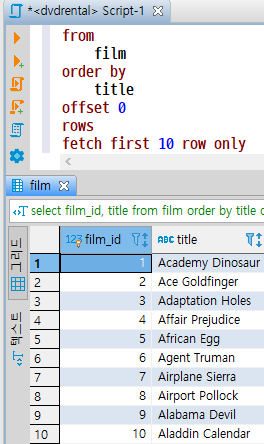 *<dvdrental> Script-1
from
film
order by
title
offset 0
rows
fetch first 10 row only
film
select film_id, title from film order by title o
그리드
텍스트
123 film_id
ABC title
1 1 Academy Dinosaur
2 2 Ace Goldfinger
3 3 Adaptation Holes
4 4 Affair Prejudice
5 5 African Egg
6 6 Agent Truman
7 7 Airplane Sierra
8 8 Airport Pollock
9 9 Alabama Devil
10 10 Aladdin Calendar